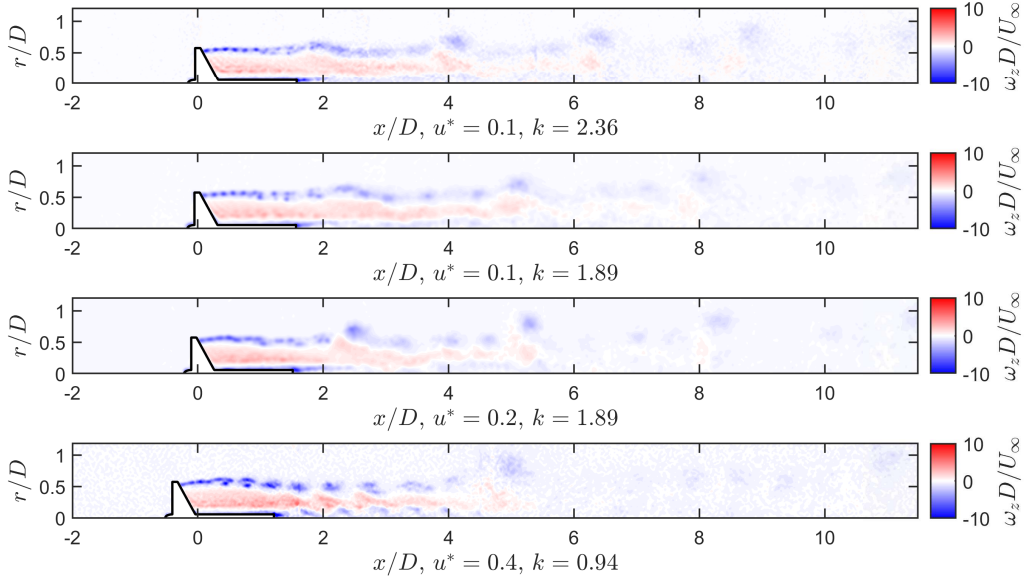 r/D
1
0.5
0
-2 0 2 4 6 8 10
x/D, u* = 0.1, k = 2.36
10
0
-10
ω_z D/U_∞
r/D
1
0.5
0
-2 0 2 4 6 8 10
x/D, u* = 0.1, k = 1.89
10
0
-10
ω_z D/U_∞
r/D
1
0.5
0
-2 0 2 4 6 8 10
x/D, u* = 0.2, k = 1.89
10
0
-10
ω_z D/U_∞
r/D
1
0.5
0
-2 0 2 4 6 8 10
x/D, u* = 0.4, k = 0.94
10
0
-10
ω_z D/U_∞